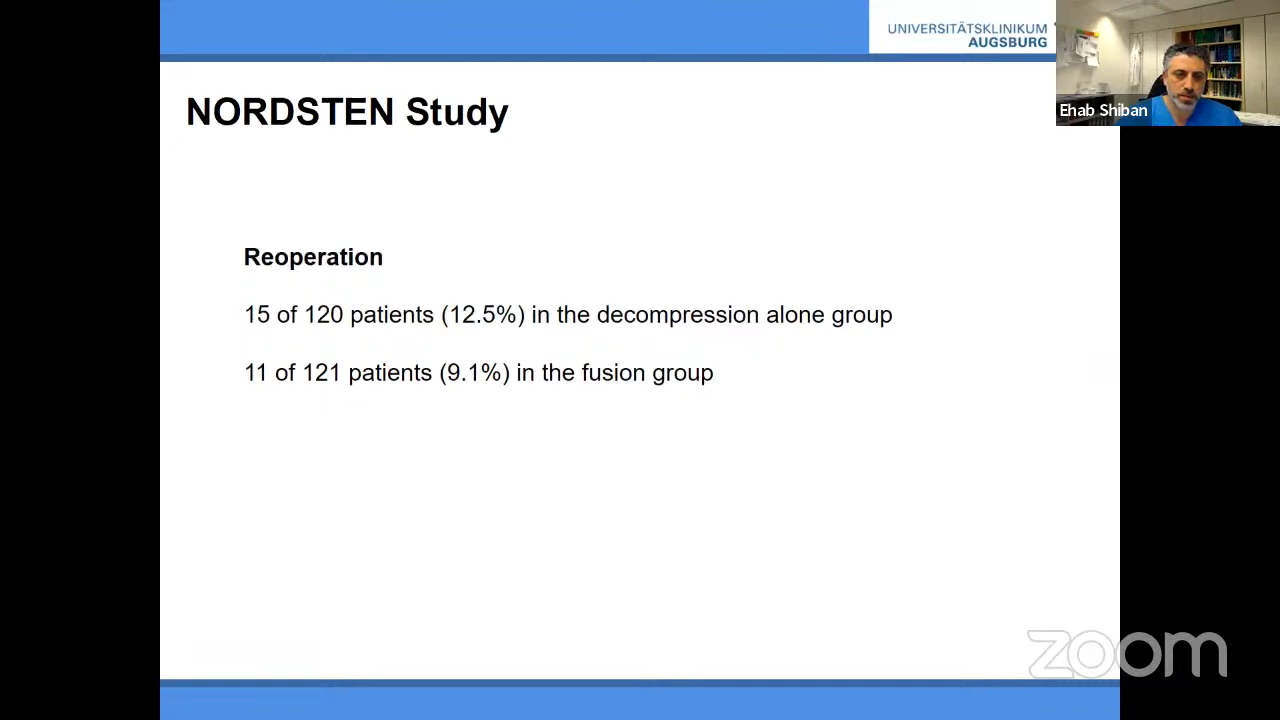 UNIVERSITÄTSKLINIKUM
AUGSBURG
Ehab Shiban
NORDSTEN Study
Reoperation
15 of 120 patients (12.5%) in the decompression alone group
11 of 121 patients (9.1%) in the fusion group
zoom